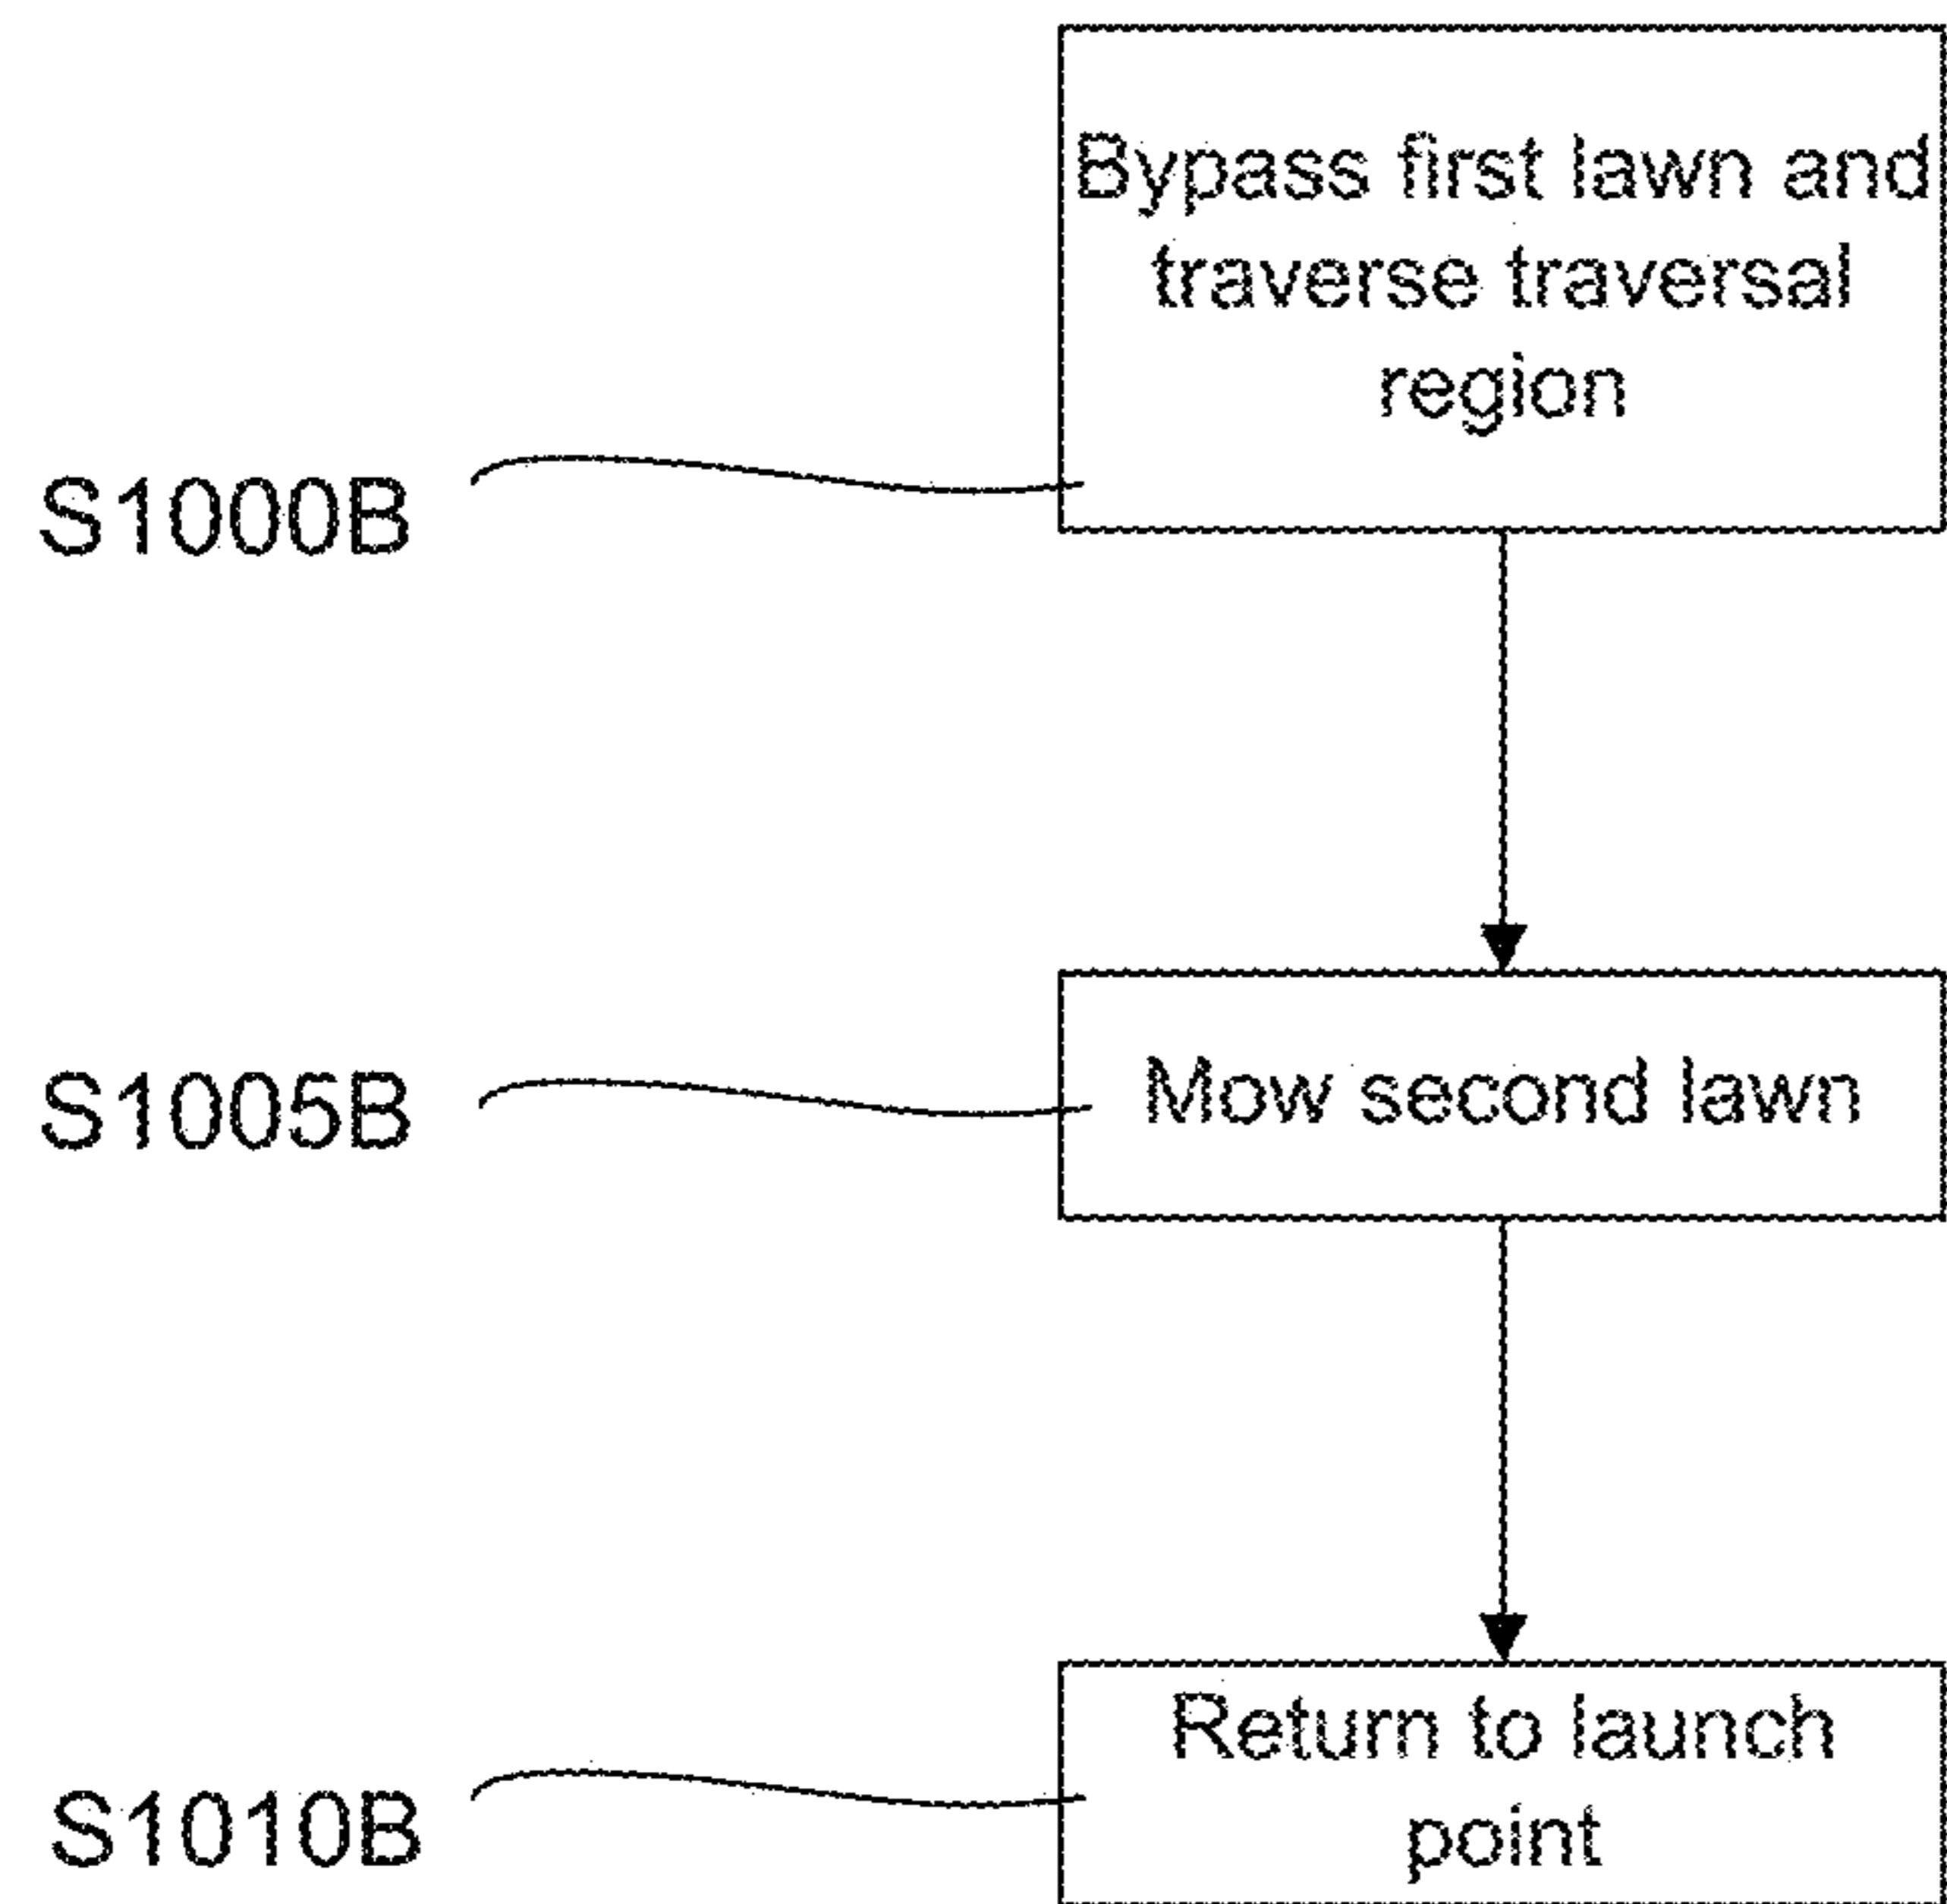 Bypass first lawn and
traverse traversal
region
S1000B
Mow second lawn
S1005B
Return to launch
point
S1010B